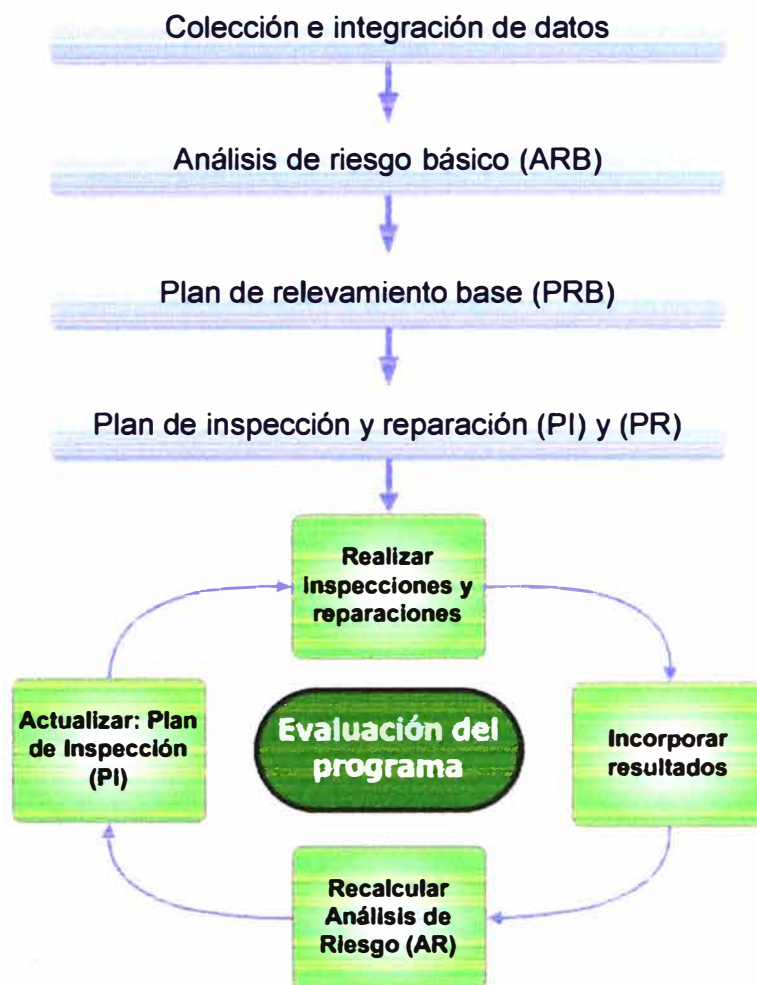 Colección e integración de datos
Análisis de riesgo básico (ARB)
Plan de relevamiento base (PRB)
Plan de inspección y reparación (PI) y (PR)
Realizar
Inspecciones y
reparaciones
Incorporar
resultados
Recalcular
Análisis de
Riesgo (AR)
Actualizar: Plan
de Inspección
(PI)
Evaluación del
programa